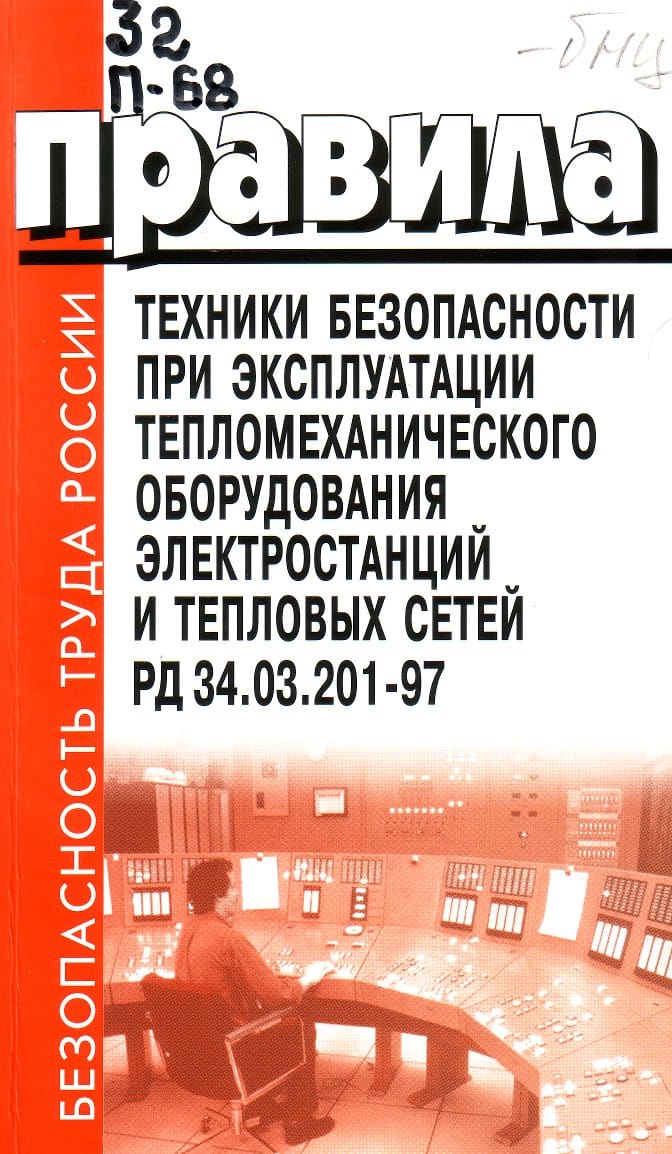 32
П-68
-бмц
правила
ТЕХНИКИ БЕЗОПАСНОСТИ
ПРИ ЭКСПЛУАТАЦИИ
ТЕПЛОМЕХАНИЧЕСКОГО
ОБОРУДОВАНИЯ
ЭЛЕКТРОСТАНЦИЙ
И ТЕПЛОВЫХ СЕТЕЙ
РД 34.03.201-97
БЕЗОПАСНОСТЬ ТРУДА РОССИИ